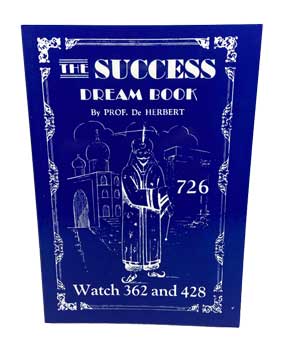 THE SUCCESS
DREAM BOOK
By PROF. De HERBERT
726
Watch 362 and 428